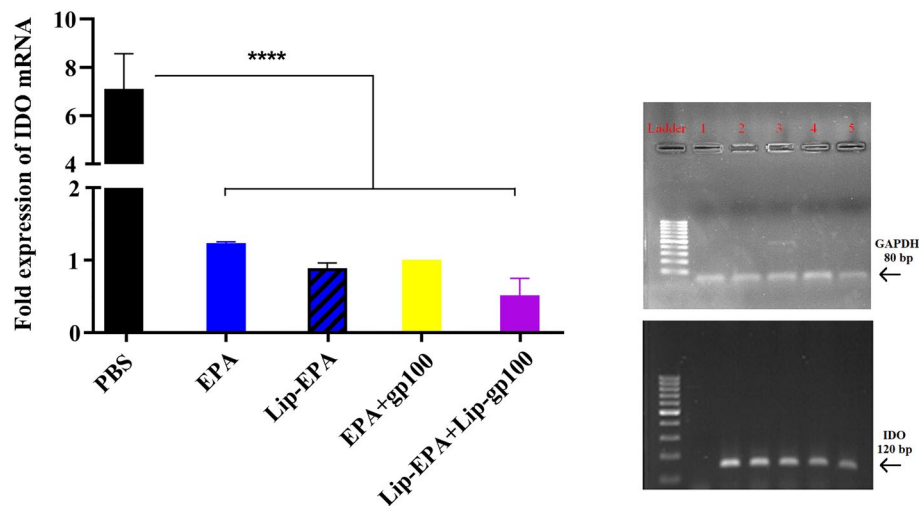 Fold expression of IDO mRNA
10
8
6
4
2
1
0
****
PBS
EPA
Lip-EPA
EPA+gp100
Lip-EPA+Lip-gp100
Ladder 1 2 3 4 5
GAPDH
80 bp
IDO
120 bp